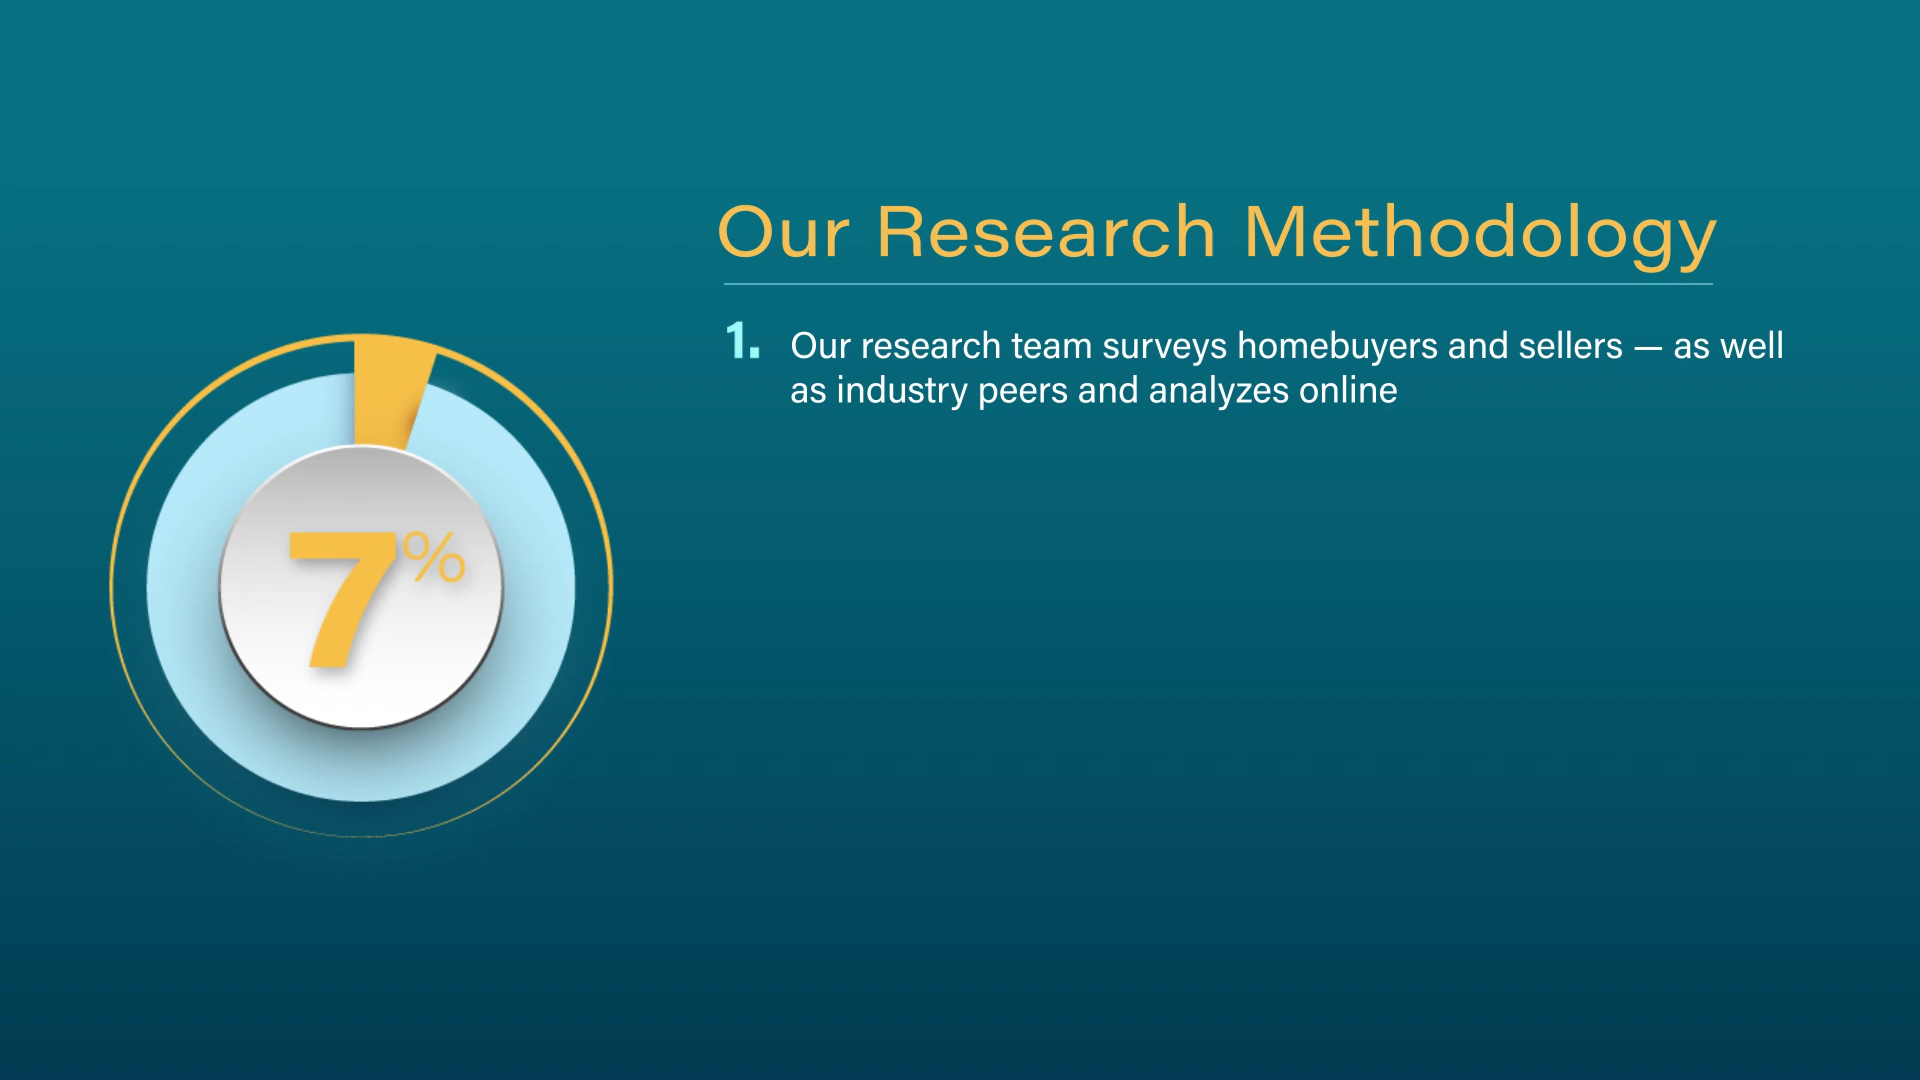 Our Research Methodology
1. Our research team surveys homebuyers and sellers — as well
as industry peers and analyzes online
7%